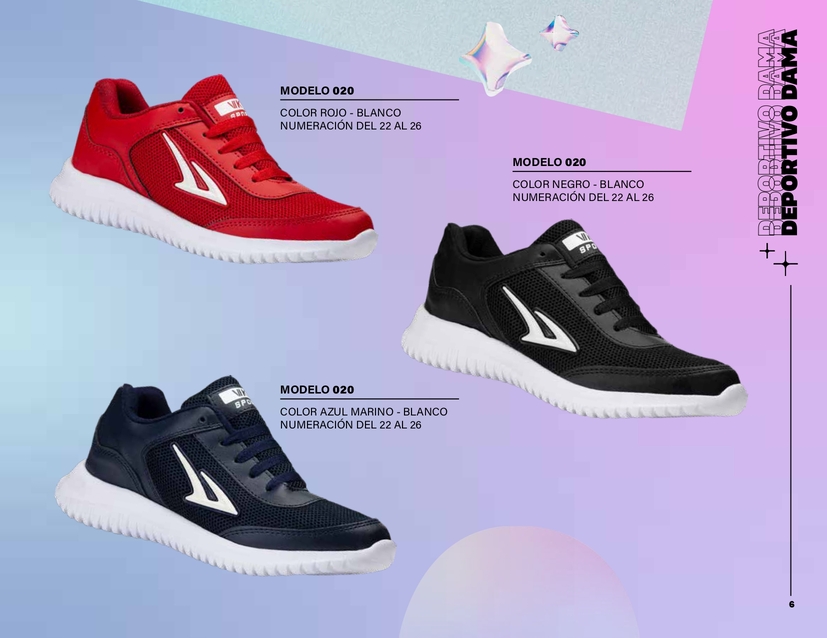 MODELO 020
COLOR ROJO - BLANCO
NUMERACIÓN DEL 22 AL 26
MODELO 020
COLOR NEGRO - BLANCO
NUMERACIÓN DEL 22 AL 26
MODELO 020
COLOR AZUL MARINO - BLANCO
NUMERACIÓN DEL 22 AL 26
DEPORTIVO DAMA
DEPORTIVO DAMA
6